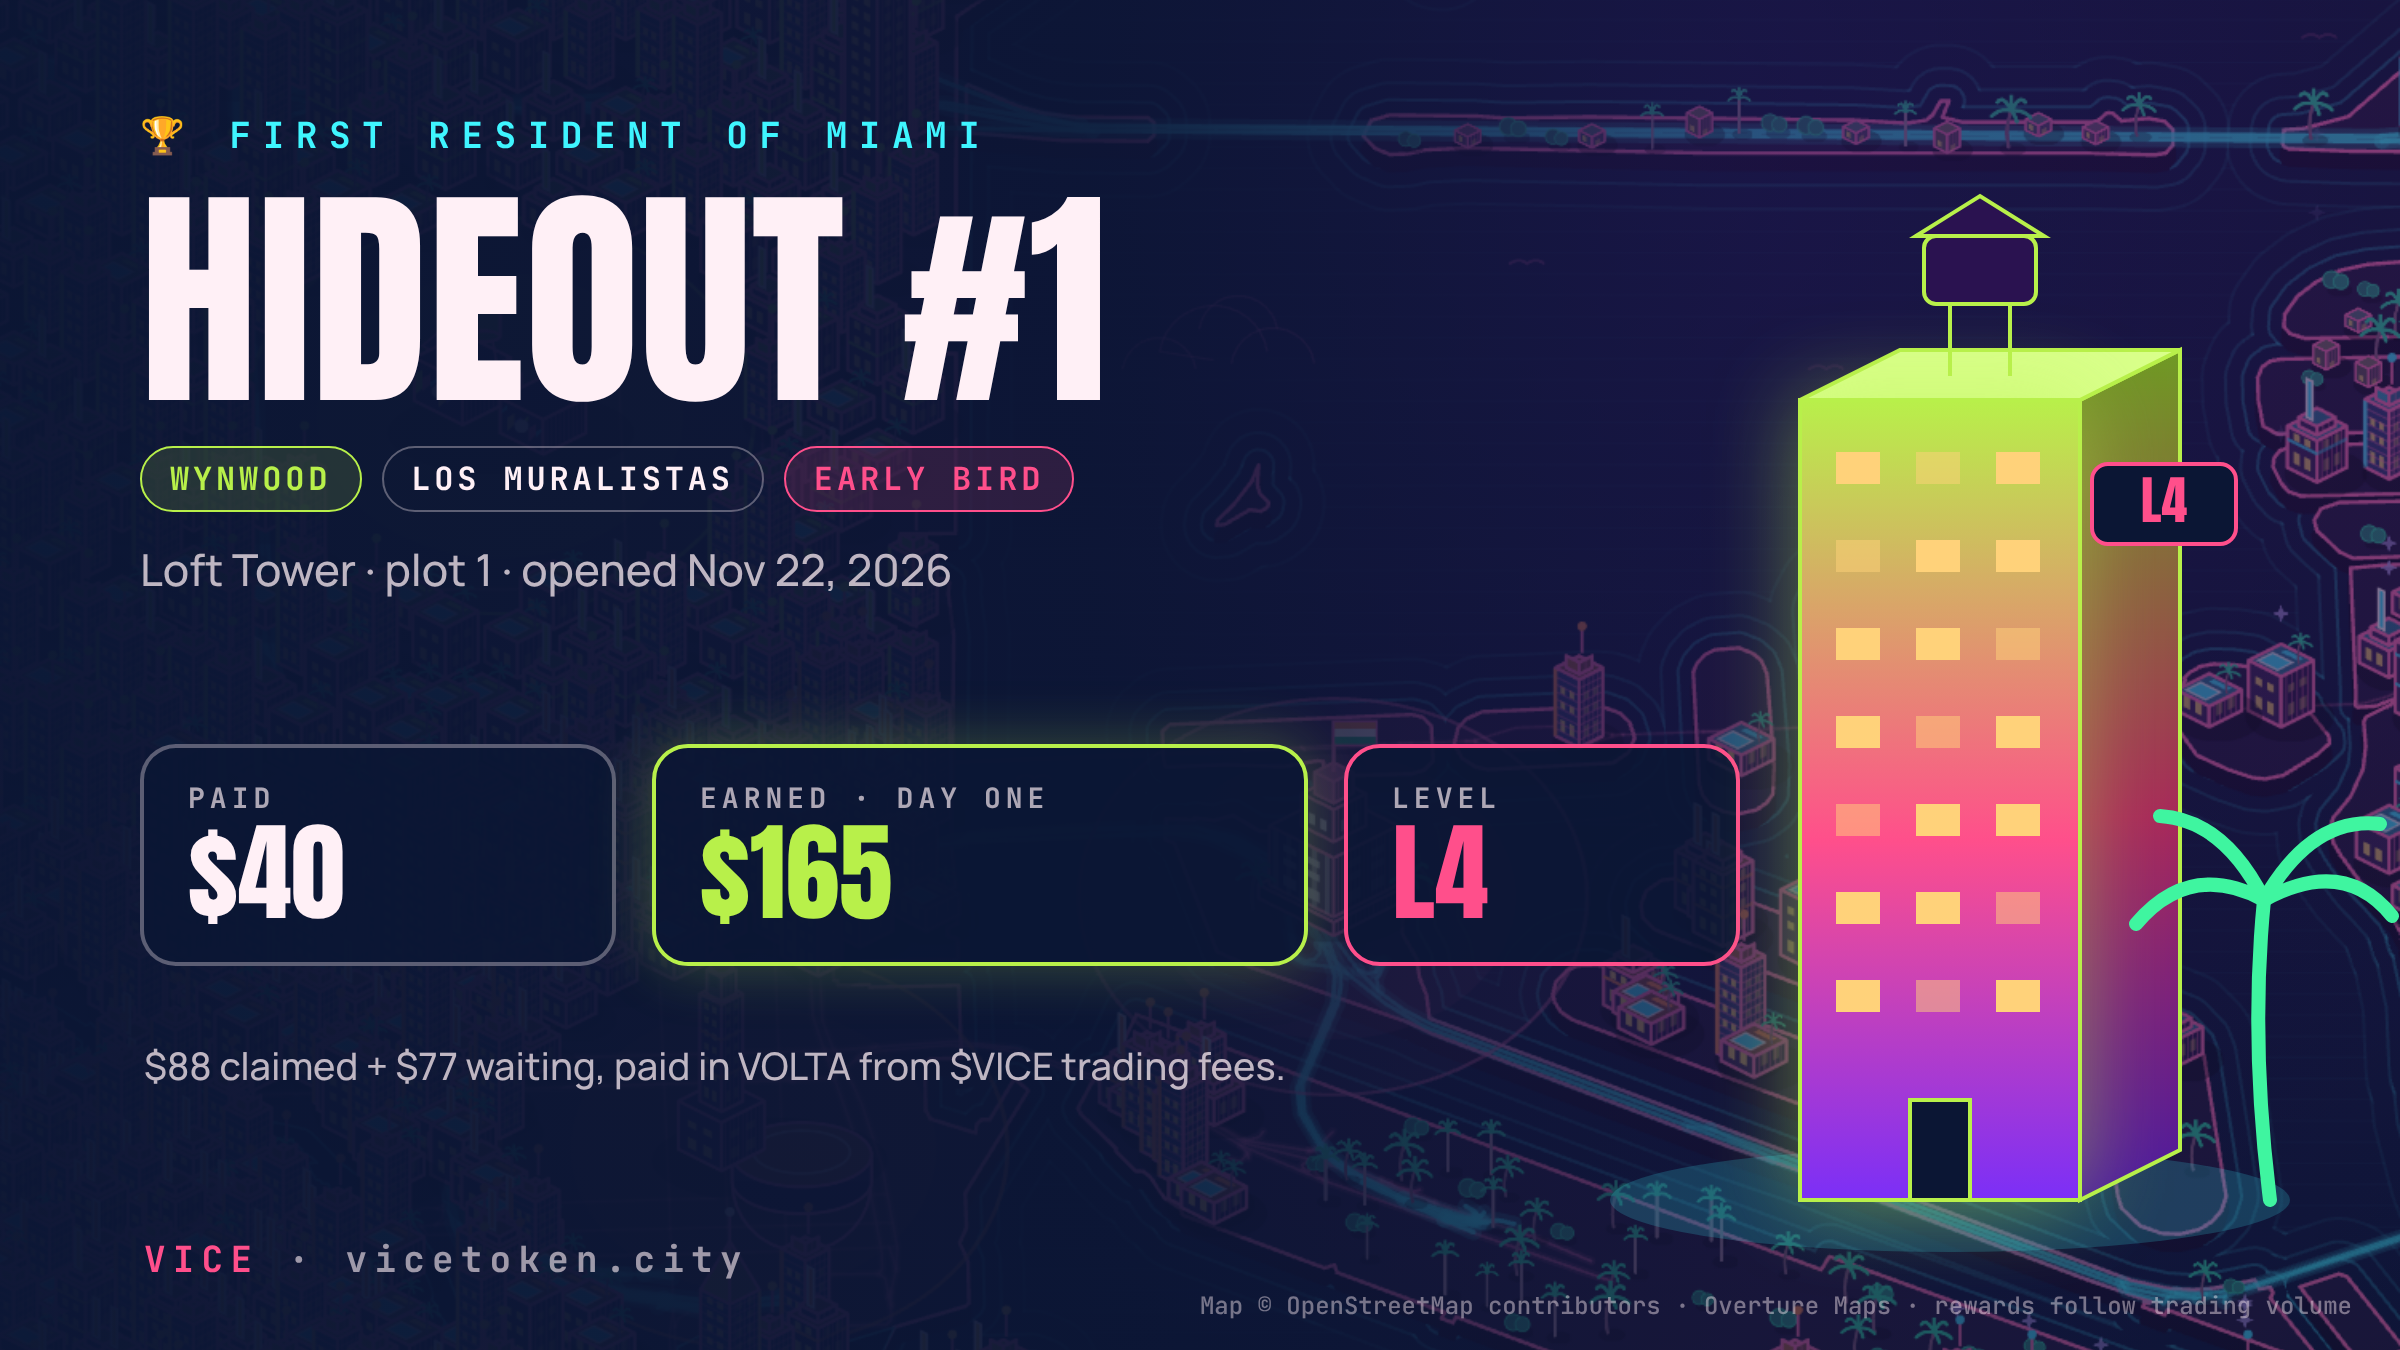 🏆 FIRST RESIDENT OF MIAMI
HIDEOUT #1
WYNWOOD LOS MURALISTAS EARLY BIRD
Loft Tower · plot 1 · opened Nov 22, 2026
L4
PAID EARNED · DAY ONE LEVEL
$40 $165 L4
$88 claimed + $77 waiting, paid in VOLTA from $VICE trading fees.
VICE · vicetoken.city
Map © OpenStreetMap contributors · Overture Maps · rewards follow trading volume